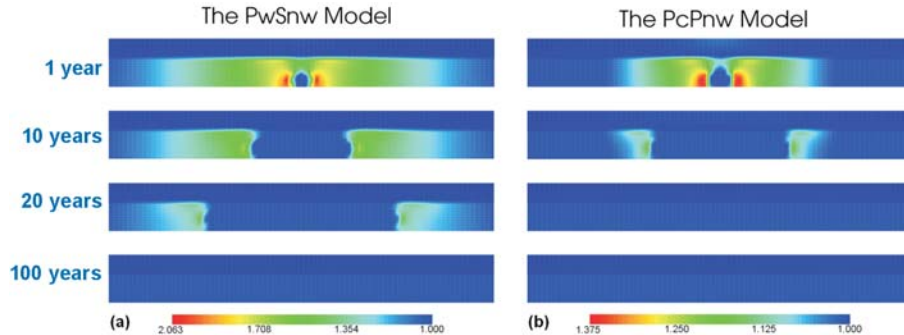 The PwSnw Model
The PcPnw Model
1 year
10 years
20 years
100 years
(a)
2.063
1.708
1.354
1.000
(b)
1.375
1.250
1.125
1.000